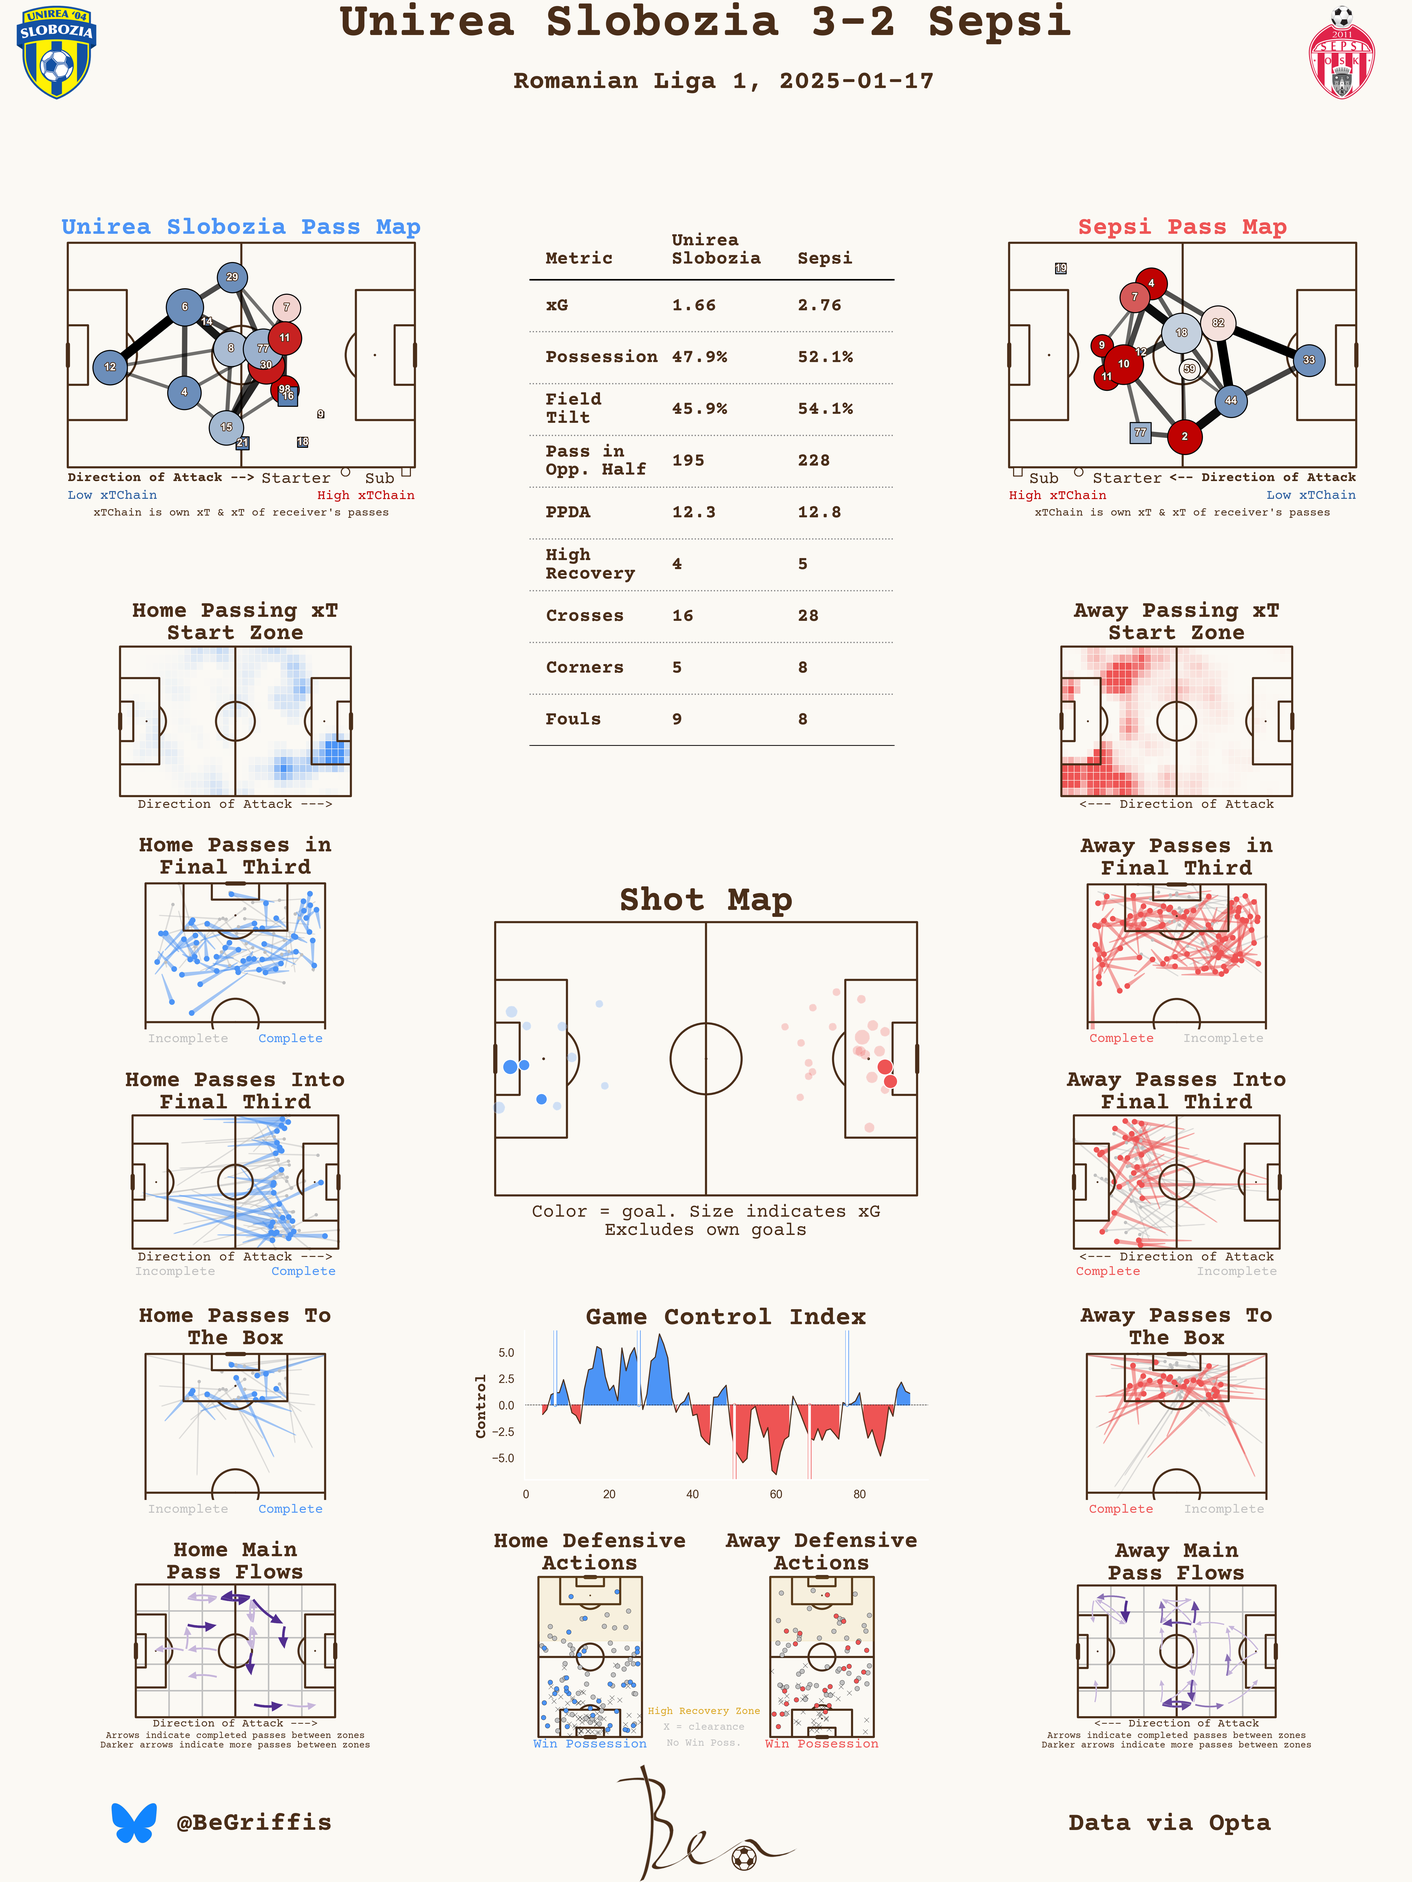 Unirea Slobozia 3-2 Sepsi
Romanian Liga 1, 2025-01-17
UNIREA '04
SLOBOZIA
2011
SEPSI
OSK
Unirea Slobozia Pass Map
29
6
14
7
11
8
77
30
12
4
98
16
15
9
21
18
Direction of Attack --> Starter Sub
Low xTChain High xTChain
xTChain is own xT & xT of receiver's passes
Metric Unirea Slobozia Sepsi
xG 1.66 2.76
Possession 47.9% 52.1%
Field Tilt 45.9% 54.1%
Pass in Opp. Half 195 228
PPDA 12.3 12.8
High Recovery 4 5
Crosses 16 28
Corners 5 8
Fouls 9 8
Sepsi Pass Map
19
4
7
82
18
9
12
10
33
11
59
44
77
2
Sub Starter <-- Direction of Attack
High xTChain Low xTChain
xTChain is own xT & xT of receiver's passes
Home Passing xT
Start Zone
Direction of Attack --->
Away Passing xT
Start Zone
<--- Direction of Attack
Home Passes in
Final Third
Incomplete Complete
Away Passes in
Final Third
Complete Incomplete
Shot Map
Color = goal. Size indicates xG
Excludes own goals
Home Passes Into
Final Third
Direction of Attack --->
Incomplete Complete
Away Passes Into
Final Third
<--- Direction of Attack
Complete Incomplete
Home Passes To
The Box
Incomplete Complete
Game Control Index
Control
5.0
2.5
0.0
−2.5
−5.0
0 20 40 60 80
Away Passes To
The Box
Complete Incomplete
Home Main
Pass Flows
Direction of Attack --->
Arrows indicate completed passes between zones
Darker arrows indicate more passes between zones
Home Defensive
Actions
Win Possession
Away Defensive
Actions
Win Possession
High Recovery Zone
X = clearance
No Win Poss.
Away Main
Pass Flows
<--- Direction of Attack
Arrows indicate completed passes between zones
Darker arrows indicate more passes between zones
@BeGriffis
Ben
Data via Opta